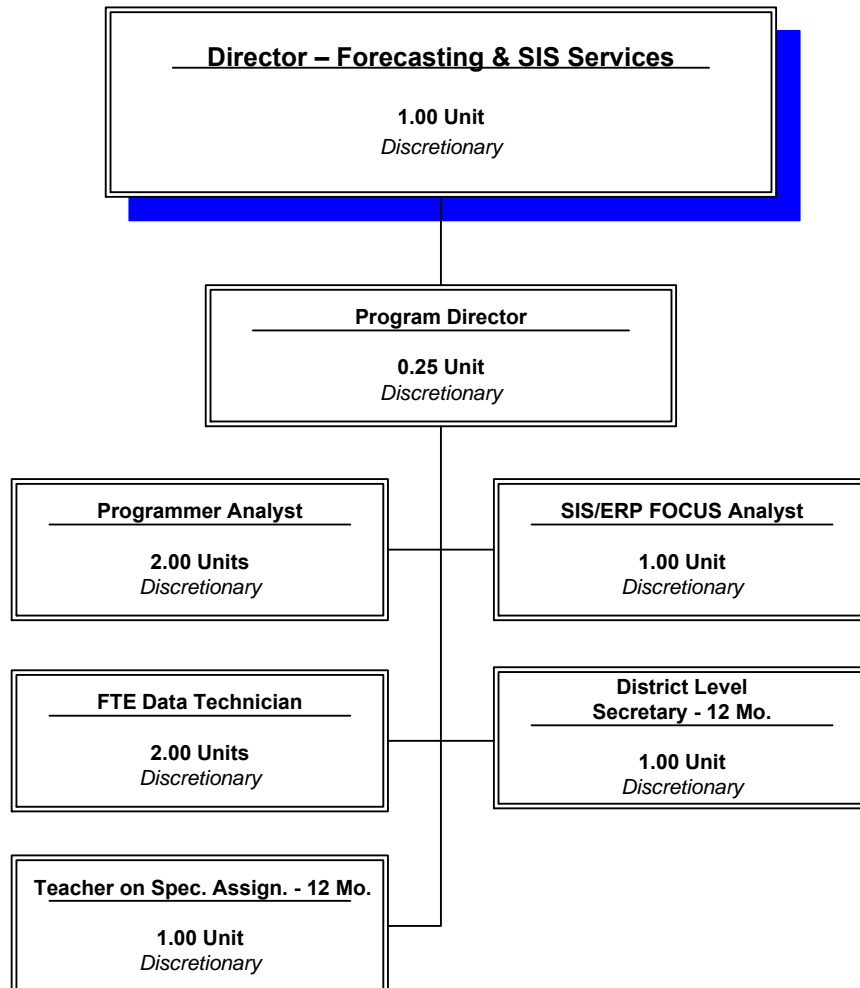 Director – Forecasting & SIS Services
1.00 Unit
Discretionary
Program Director
0.25 Unit
Discretionary
Programmer Analyst
2.00 Units
Discretionary
SIS/ERP FOCUS Analyst
1.00 Unit
Discretionary
FTE Data Technician
2.00 Units
Discretionary
District Level
Secretary - 12 Mo.
1.00 Unit
Discretionary
Teacher on Spec. Assign. - 12 Mo.
1.00 Unit
Discretionary